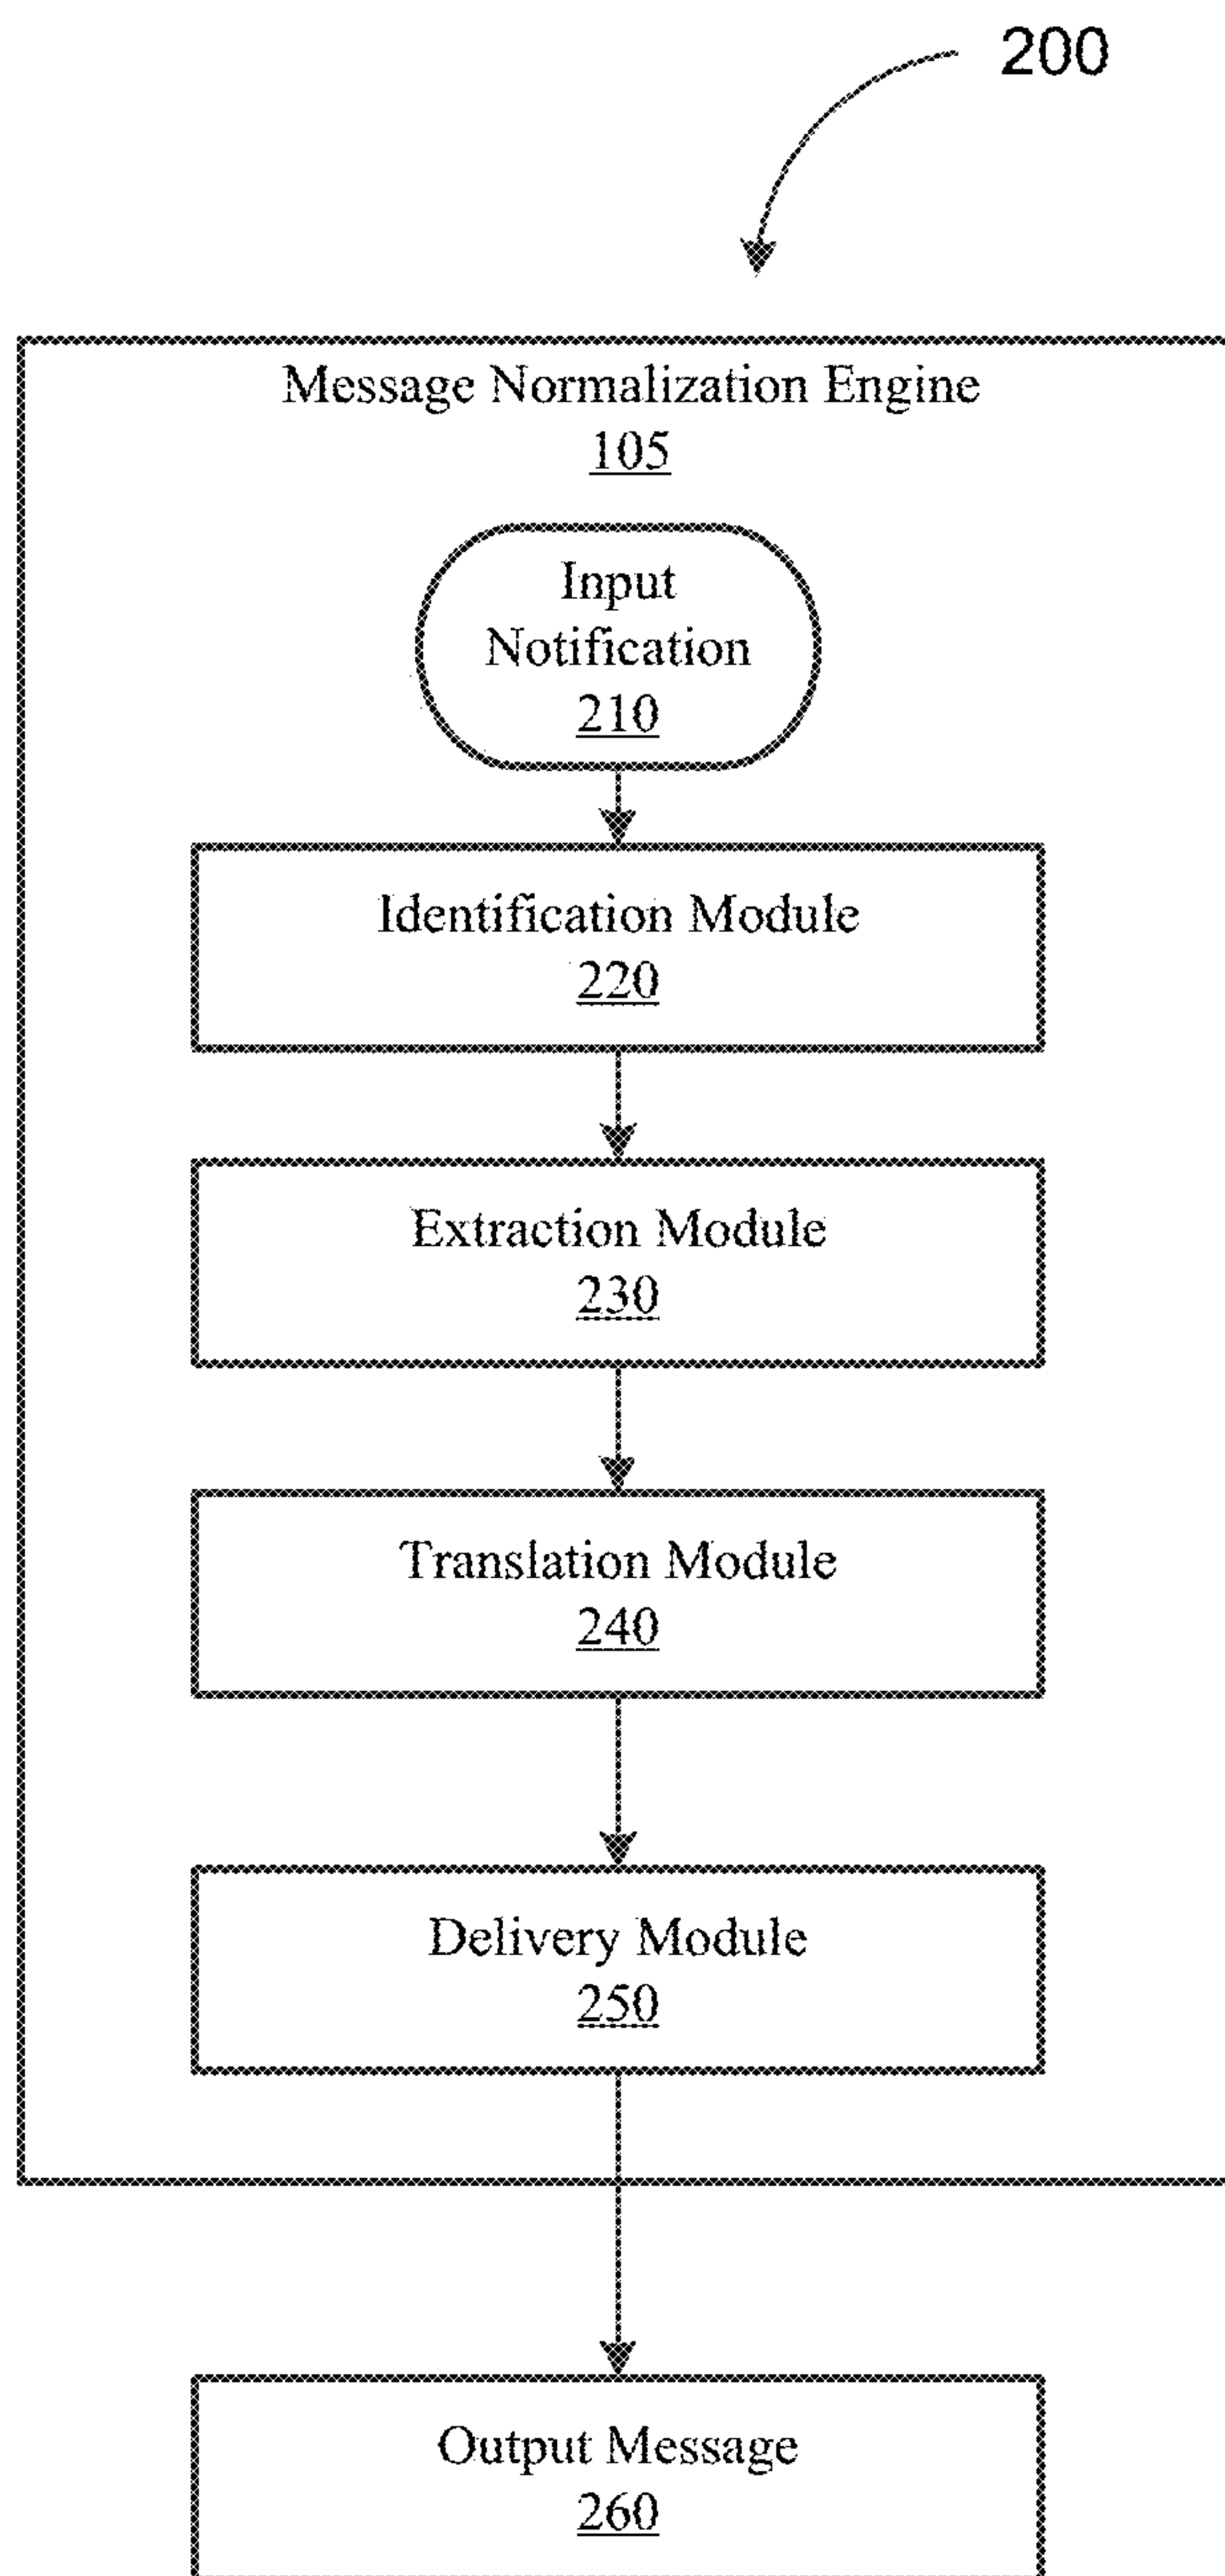 200
Message Normalization Engine
105
Input
Notification
210
Identification Module
220
Extraction Module
230
Translation Module
240
Delivery Module
250
Output Message
260